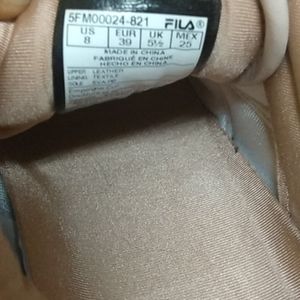 5FM00024-821 FILA®
US EUR UK MEX
8 39 5½ 25
MADE IN CHINA
FABRIQUÉ EN CHINE
HECHO EN CHINA
UPPER LEATHER
LINING TEXTILE
SOLE